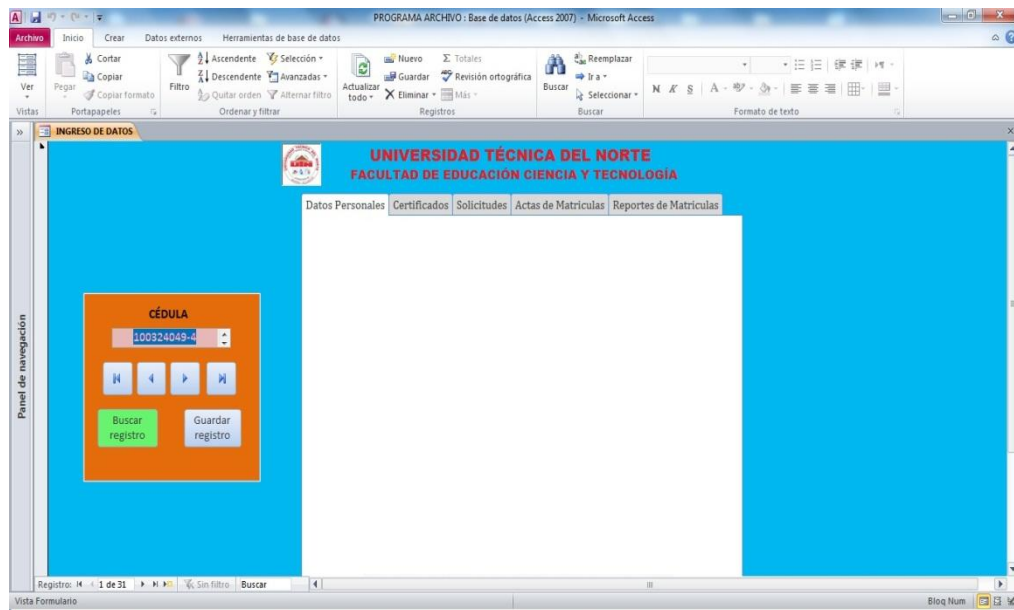 PROGRAMA ARCHIVO : Base de datos (Access 2007) - Microsoft Access
Archivo Inicio Crear Datos externos Herramientas de base de datos
Ver
Vistas
Pegar
Cortar
Copiar
Copiar formato
Portapapeles
Filtro
Ascendente
Descendente
Quitar orden
Selección
Avanzadas
Alternar filtro
Ordenar y filtrar
Actualizar
todo
Nuevo
Guardar
Eliminar
Totales
Revisión ortográfica
Más
Registros
Buscar
Reemplazar
Ir a
Seleccionar
Buscar
N K S A
Formato de texto
INGRESO DE DATOS
UNIVERSIDAD TÉCNICA DEL NORTE
FACULTAD DE EDUCACIÓN CIENCIA Y TECNOLOGÍA
Datos Personales Certificados Solicitudes Actas de Matriculas Reportes de Matriculas
Panel de navegación
CÉDULA
100324049-4
Buscar
registro
Guardar
registro
Registro: 1 de 31 Sin filtro Buscar
Vista Formulario
Bloq Num